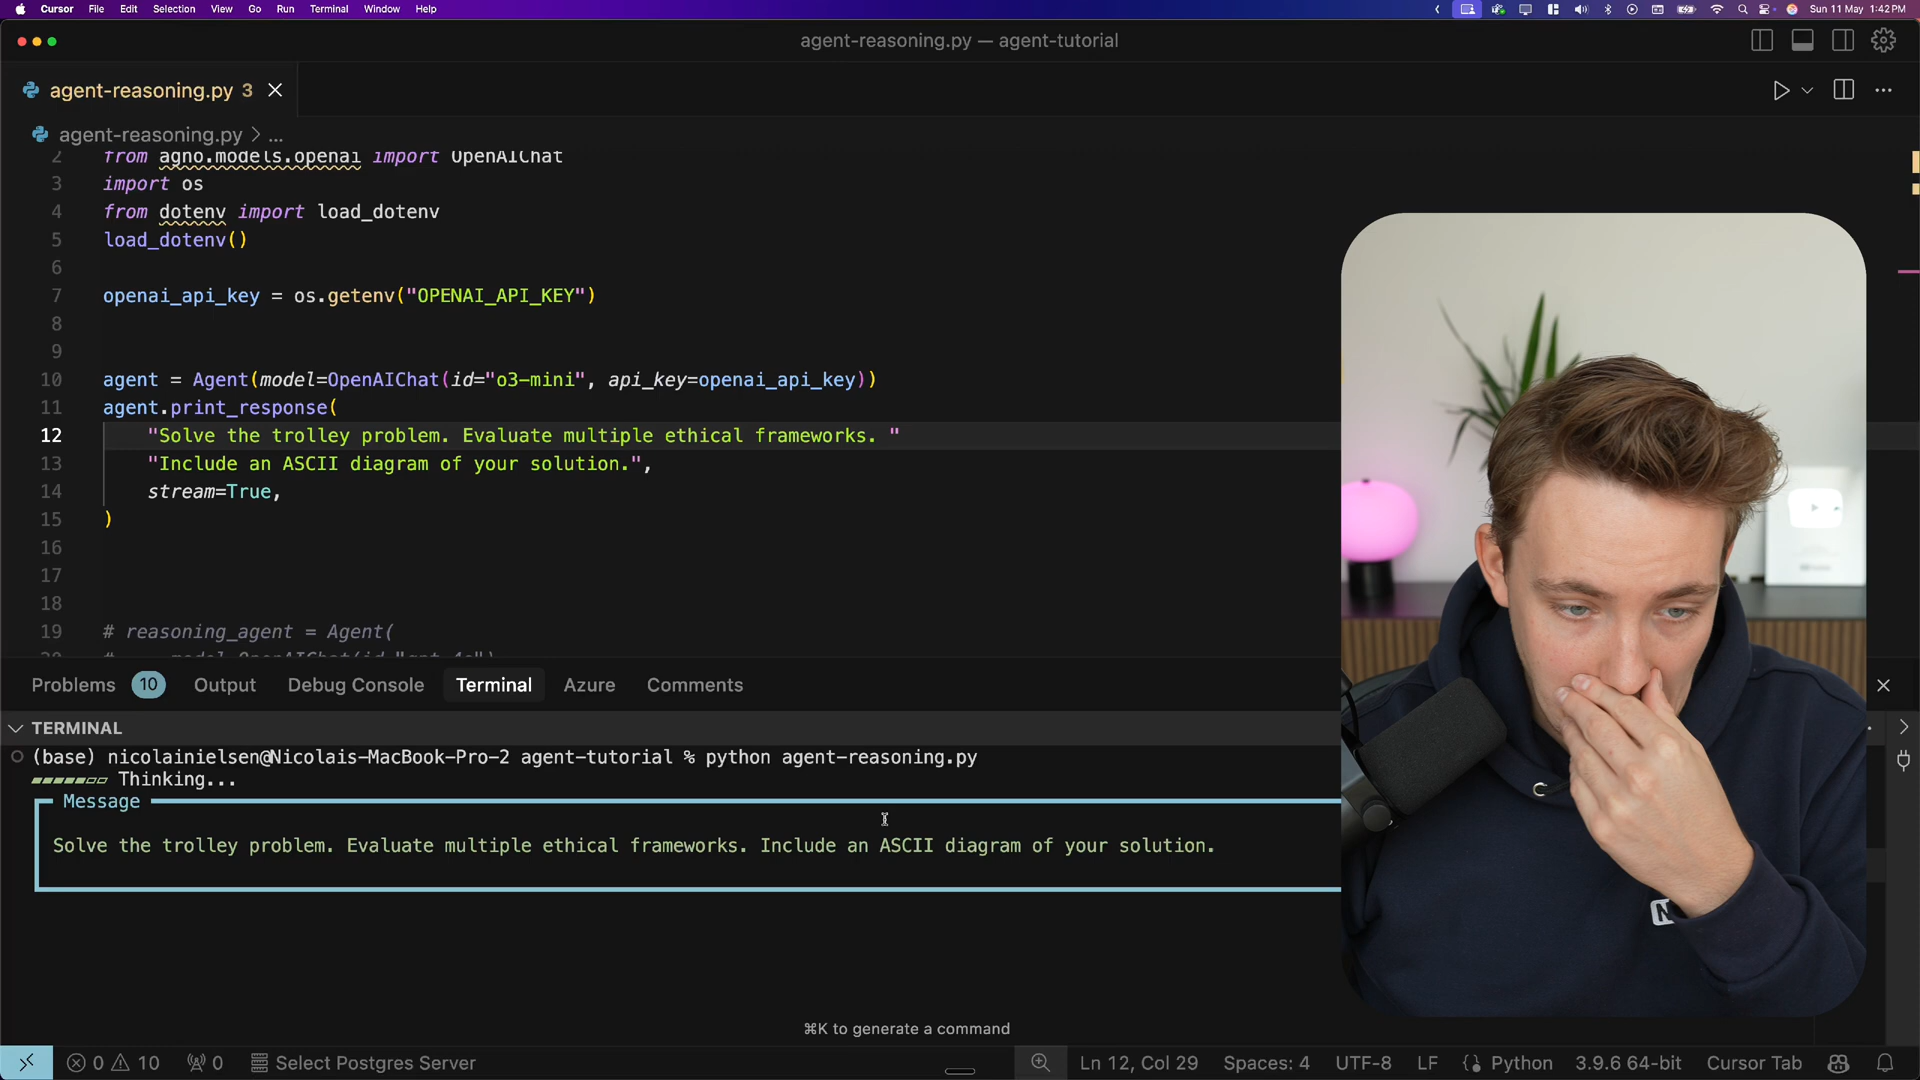 Cursor File Edit Selection View Go Run Terminal Window Help
Sun 11 May 1:42 PM
agent-reasoning.py — agent-tutorial
agent-reasoning.py 3
agent-reasoning.py > ...
2 from agno.models.openai import OpenAIChat
3 import os
4 from dotenv import load_dotenv
5 load_dotenv()
6
7 openai_api_key = os.getenv("OPENAI_API_KEY")
8
9
10 agent = Agent(model=OpenAIChat(id="o3-mini", api_key=openai_api_key))
11 agent.print_response(
12 "Solve the trolley problem. Evaluate multiple ethical frameworks. "
13 "Include an ASCII diagram of your solution.",
14 stream=True,
15 )
16
17
18
19 # reasoning_agent = Agent(
20 # model=OpenAIChat(id="gpt-4o")
Problems 10 Output Debug Console Terminal Azure Comments
TERMINAL
(base) nicolainielsen@Nicolais-MacBook-Pro-2 agent-tutorial % python agent-reasoning.py
Thinking...
Message
Solve the trolley problem. Evaluate multiple ethical frameworks. Include an ASCII diagram of your solution.
N
⌘K to generate a command
0 10 0 Select Postgres Server Ln 12, Col 29 Spaces: 4 UTF-8 LF {} Python 3.9.6 64-bit Cursor Tab